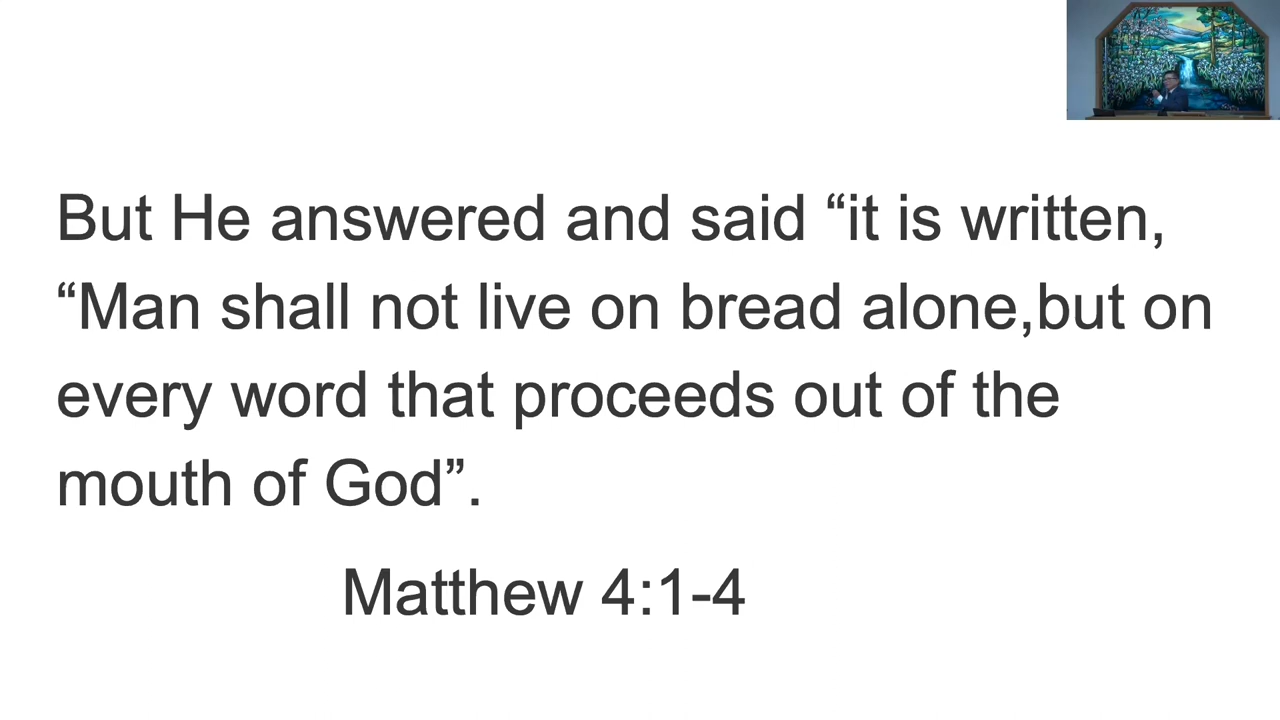 But He answered and said “it is written,
“Man shall not live on bread alone,but on
every word that proceeds out of the
mouth of God”.
Matthew 4:1-4